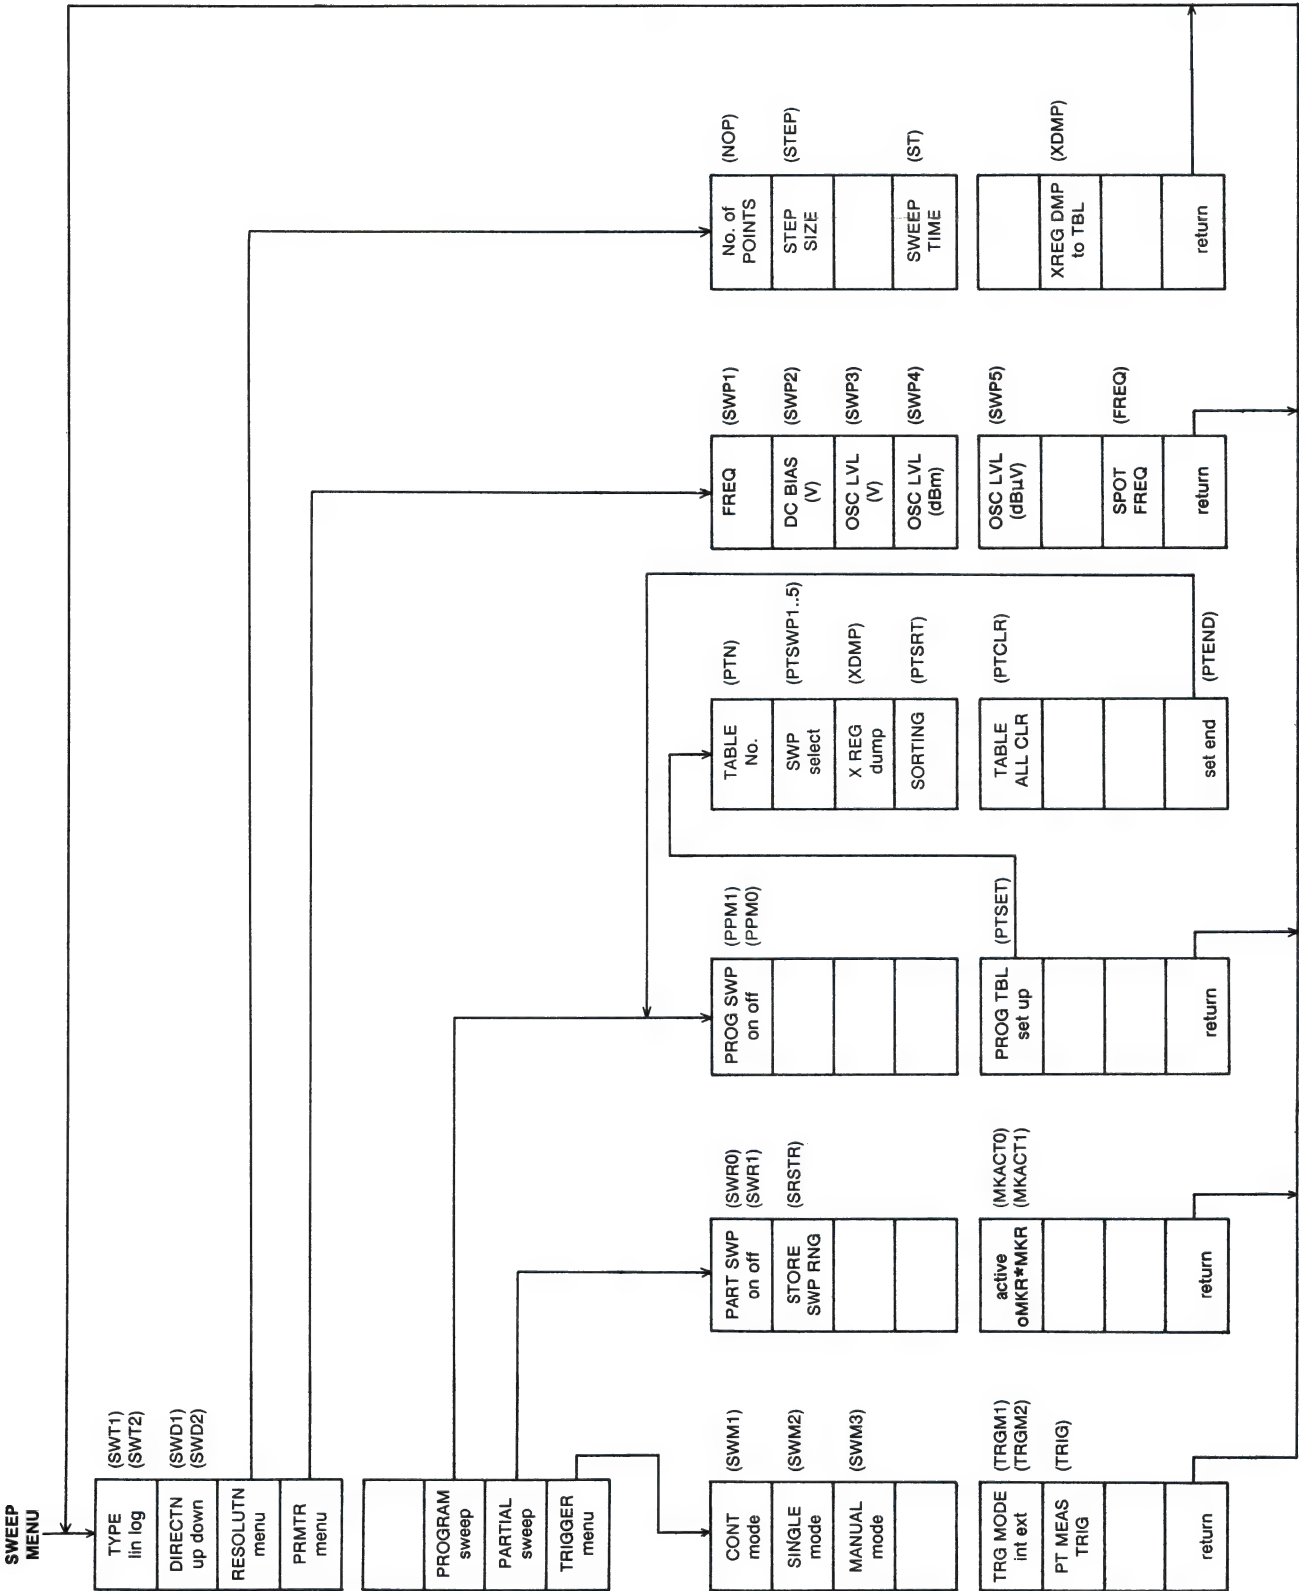 SWEEP
MENU
TYPE
lin log
(SWT1)
(SWT2)
DIRECTN
up down
(SWD1)
(SWD2)
RESOLUTN
menu
PRMTR
menu
PROGRAM
sweep
PARTIAL
sweep
TRIGGER
menu
CONT
mode
(SWM1)
SINGLE
mode
(SWM2)
MANUAL
mode
(SWM3)
TRG MODE
int ext
(TRGM1)
(TRGM2)
PT MEAS
TRIG
(TRIG)
return
PART SWP
on off
(SWR0)
(SWR1)
STORE
SWP RNG
(SRSTR)
active
oMKR*MKR
(MKACT0)
(MKACT1)
return
PROG SWP
on off
(PPM1)
(PPM0)
PROG TBL
set up
(PTSET)
return
TABLE
No.
(PTN)
SWP
select
(PTSWP1..5)
X REG
dump
(XDMP)
SORTING
(PTSRT)
TABLE
ALL CLR
(PTCLR)
set end
(PTEND)
FREQ
(SWP1)
DC BIAS
(V)
(SWP2)
OSC LVL
(V)
(SWP3)
OSC LVL
(dBm)
(SWP4)
OSC LVL
(dBµV)
(SWP5)
SPOT
FREQ
(FREQ)
return
No. of
POINTS
(NOP)
STEP
SIZE
(STEP)
SWEEP
TIME
(ST)
XREG DMP
to TBL
(XDMP)
return